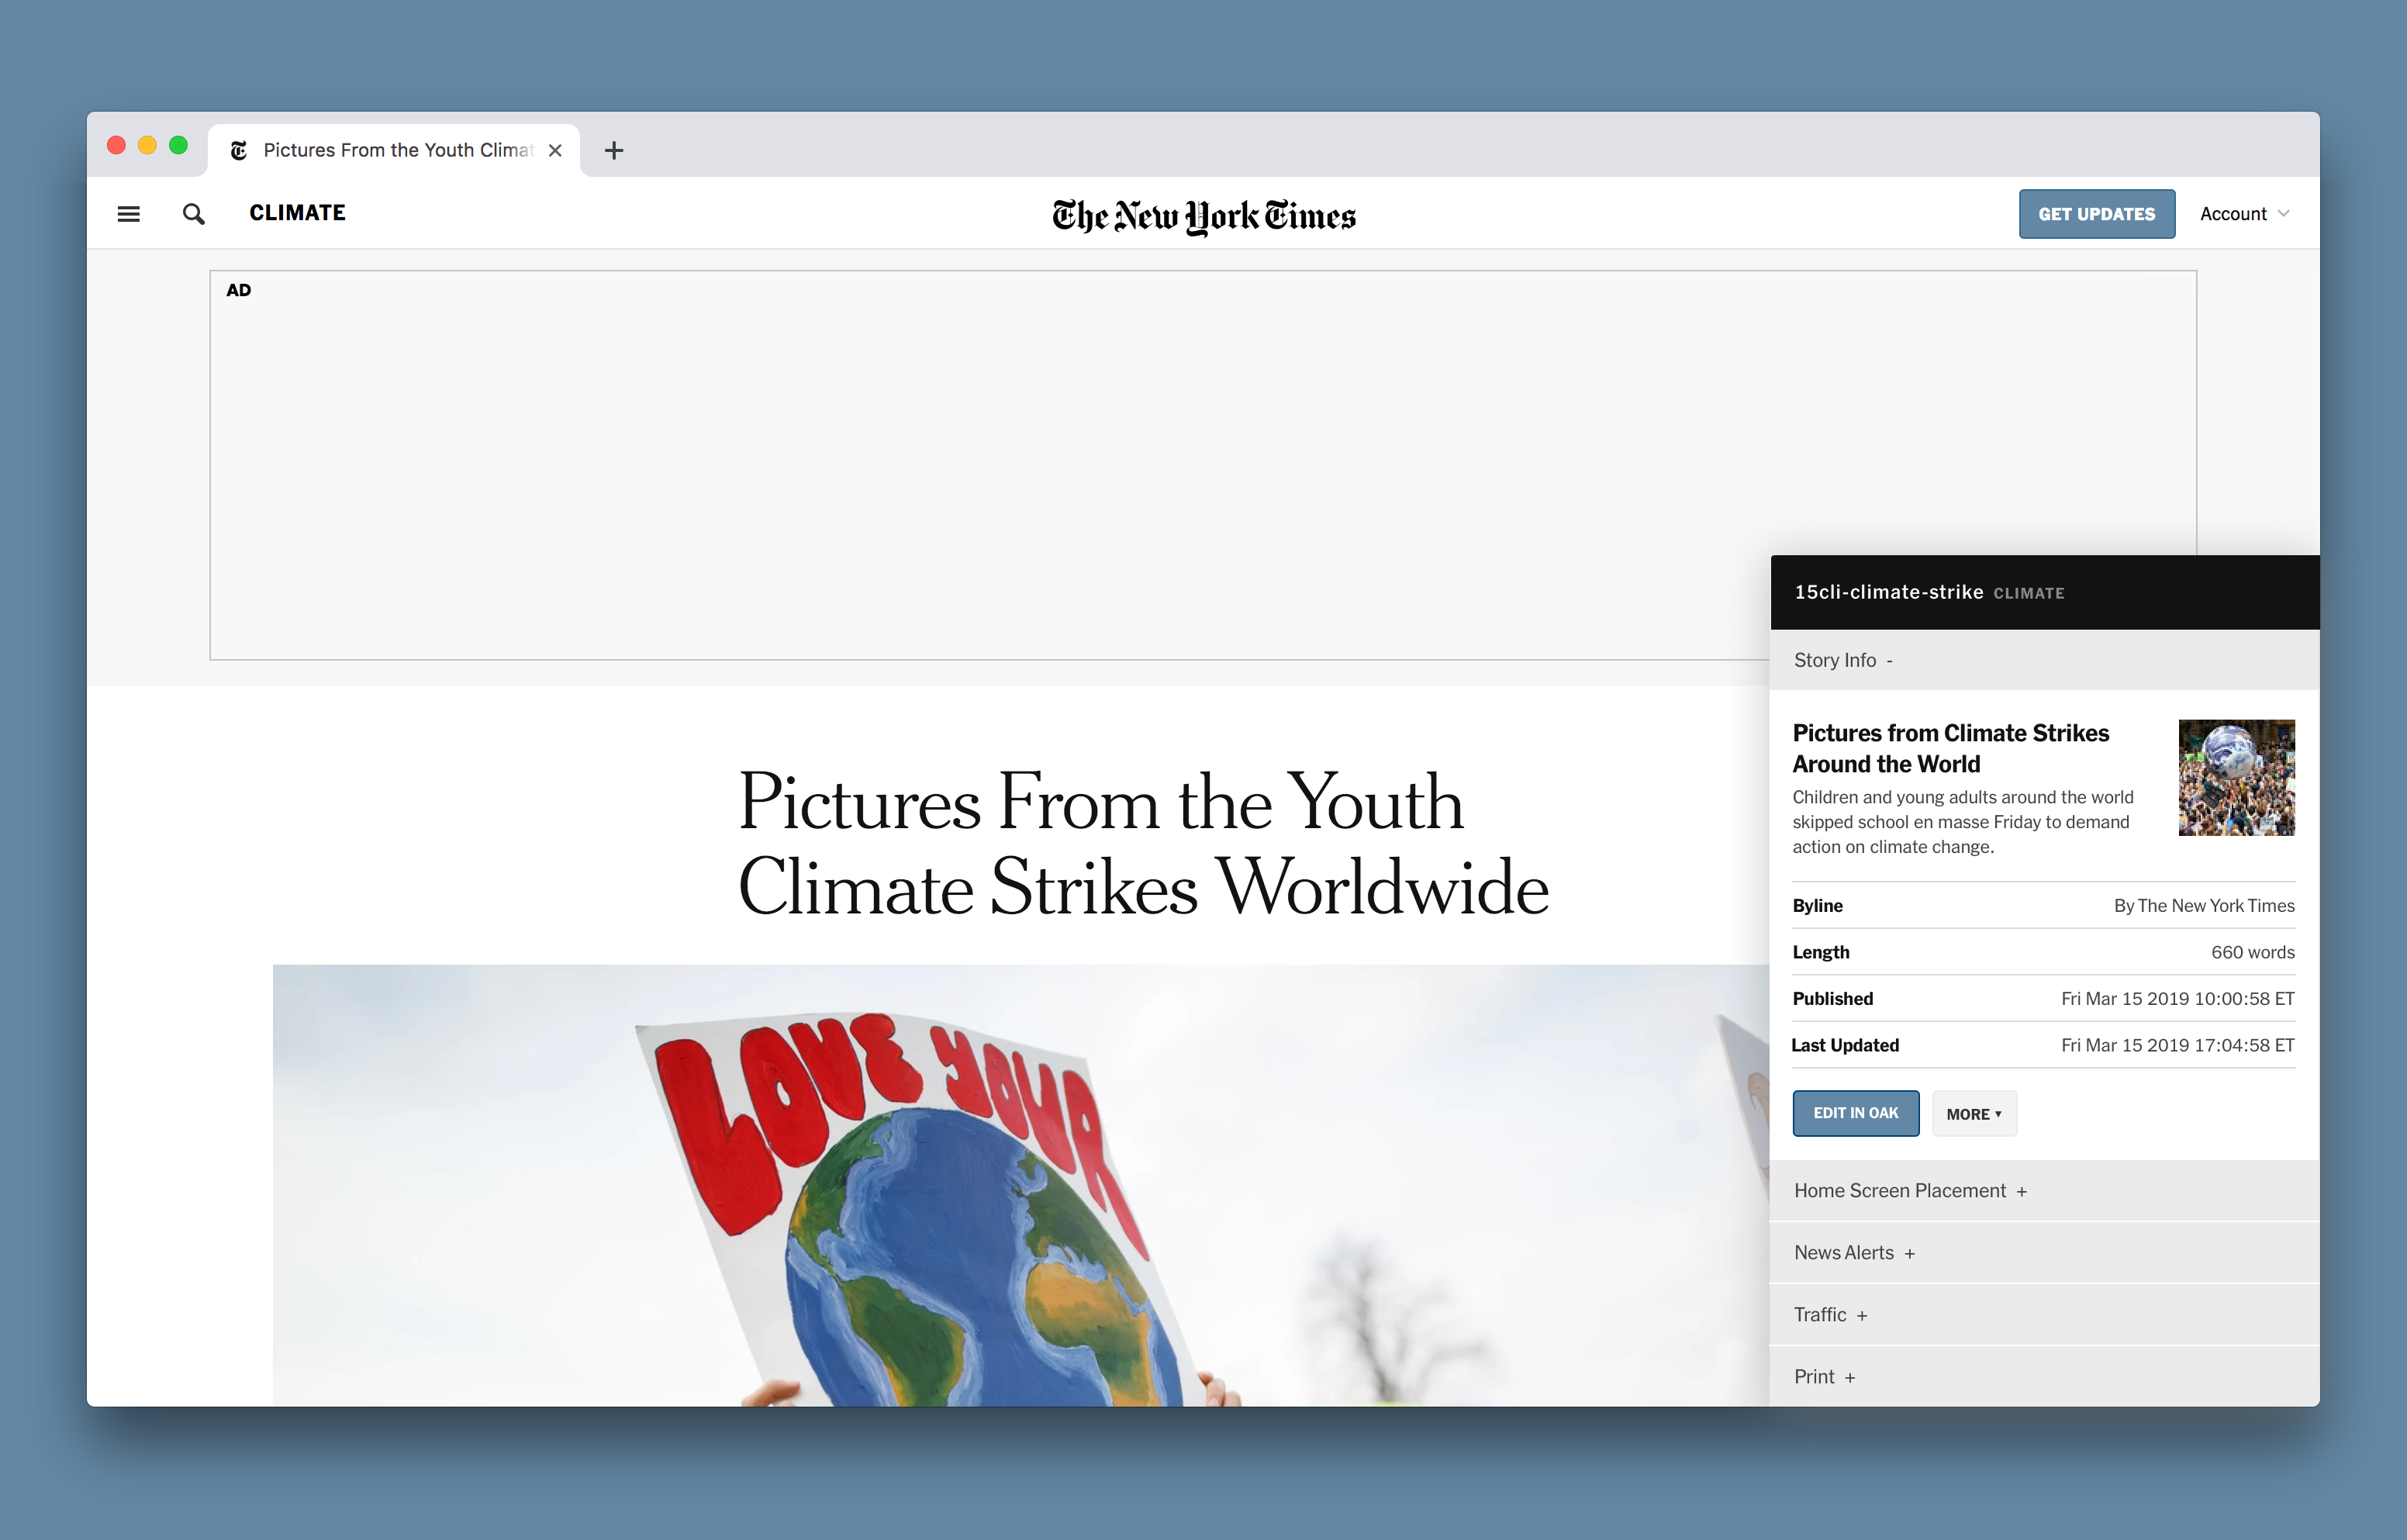 Pictures From the Youth Climat
CLIMATE
The New York Times
GET UPDATES
Account
AD
Pictures From the Youth
Climate Strikes Worldwide
LOVE YOUR
15cli-climate-strike CLIMATE
Story Info -
Pictures from Climate Strikes
Around the World
Children and young adults around the world
skipped school en masse Friday to demand
action on climate change.
Byline By The New York Times
Length 660 words
Published Fri Mar 15 2019 10:00:58 ET
Last Updated Fri Mar 15 2019 17:04:58 ET
EDIT IN OAK
MORE ▾
Home Screen Placement +
News Alerts +
Traffic +
Print +